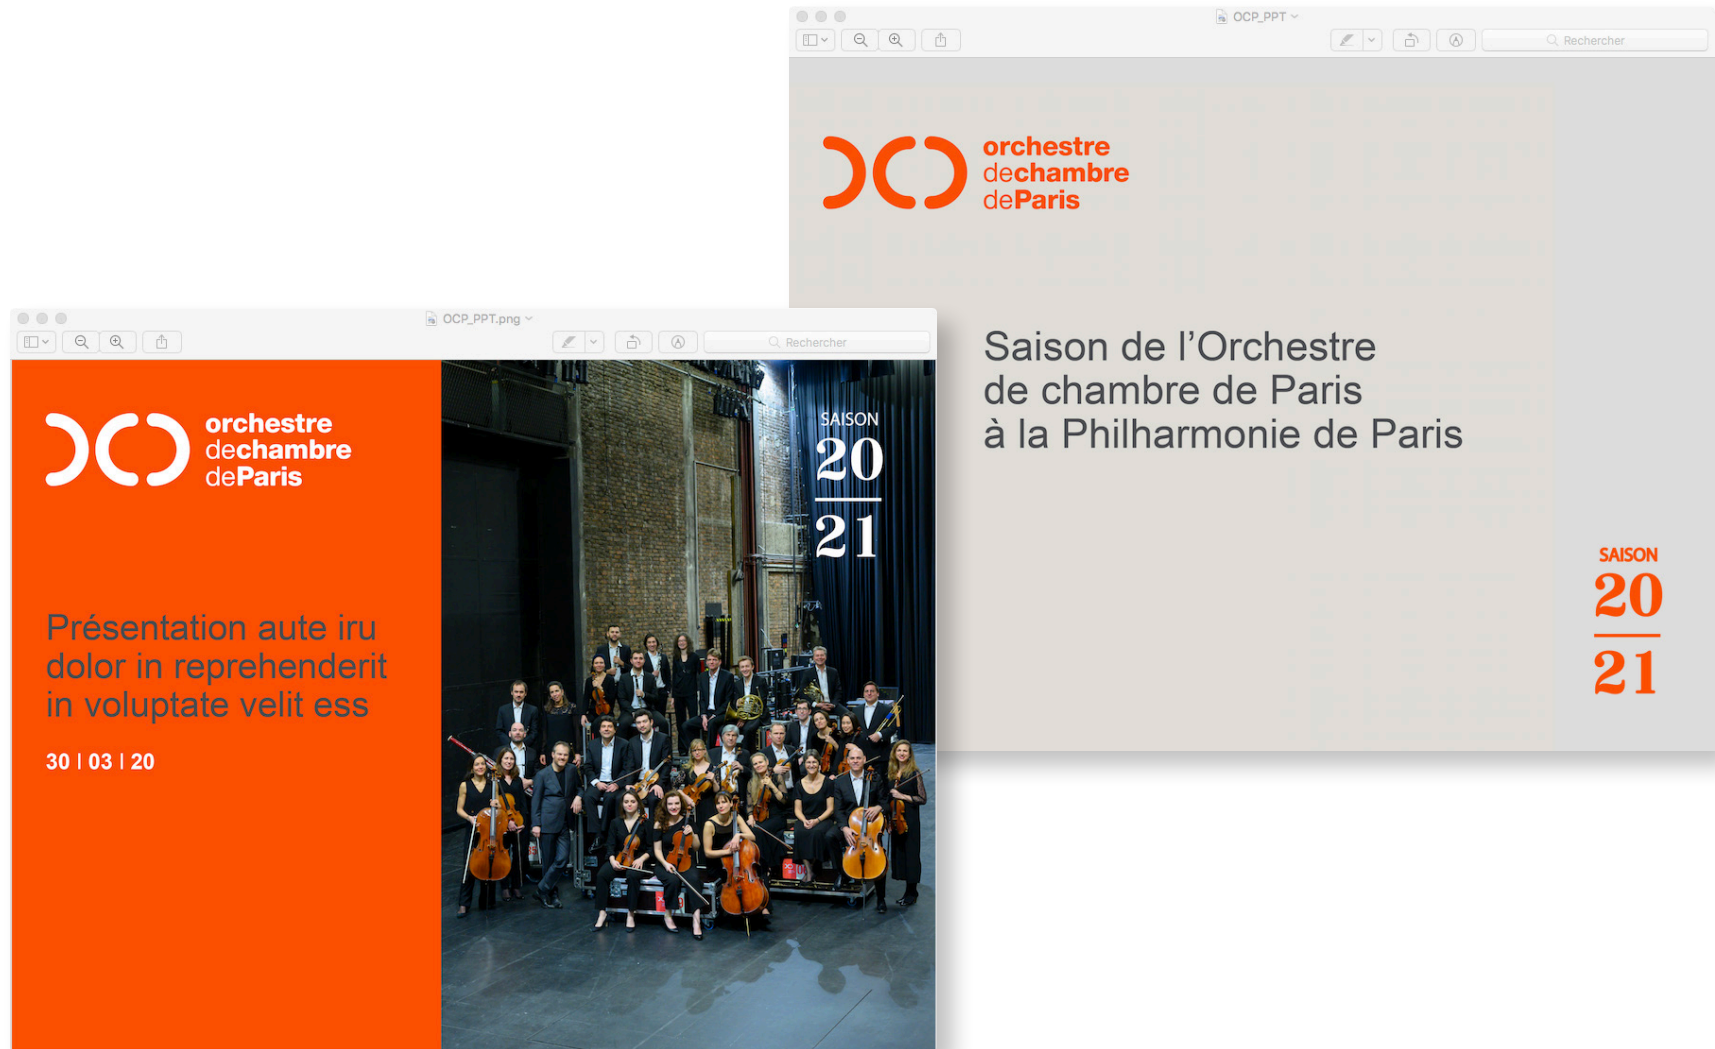 OCP_PPT
Rechercher
orchestre
dechambre
deParis
Saison de l’Orchestre
de chambre de Paris
à la Philharmonie de Paris
SAISON
20
21
OCP_PPT.png
Rechercher
orchestre
dechambre
deParis
SAISON
20
21
Présentation aute iru
dolor in reprehenderit
in voluptate velit ess
30 | 03 | 20